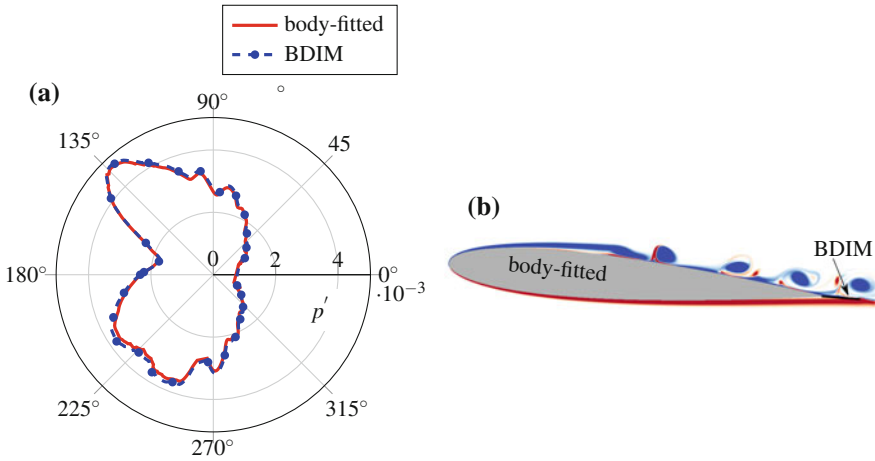 body-fitted
BDIM
(a)
90°
°
135°
45
180°
0
2
4
0°
·10⁻³
p′
225°
315°
270°
(b)
BDIM
body-fitted